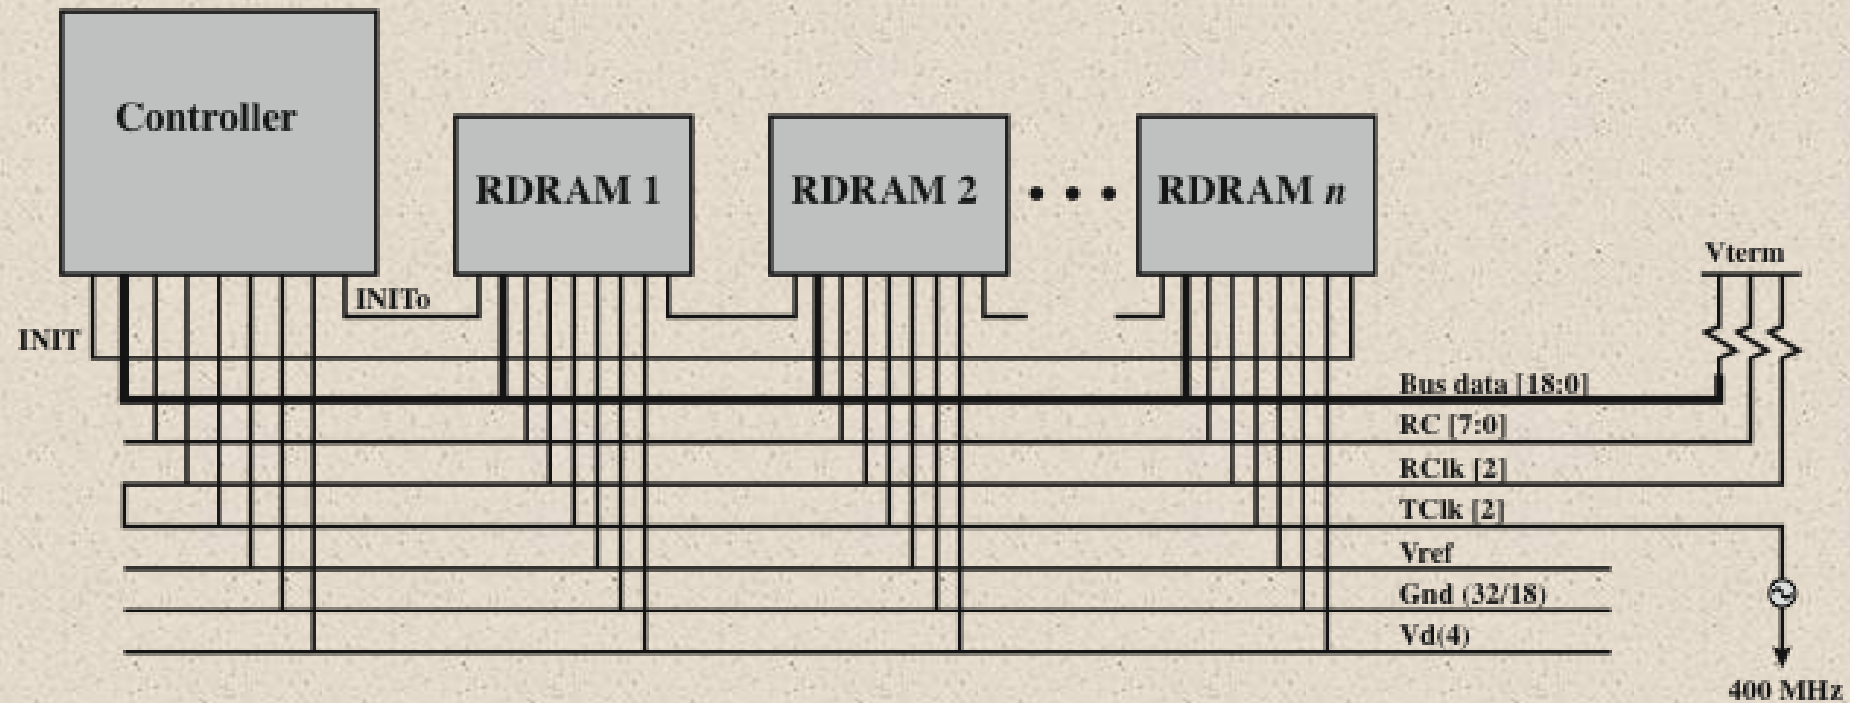 Controller
RDRAM 1
RDRAM 2
• • •
RDRAM n
Vterm
INITo
INIT
Bus data [18:0]
RC [7:0]
RClk [2]
TClk [2]
Vref
Gnd (32/18)
Vd(4)
400 MHz